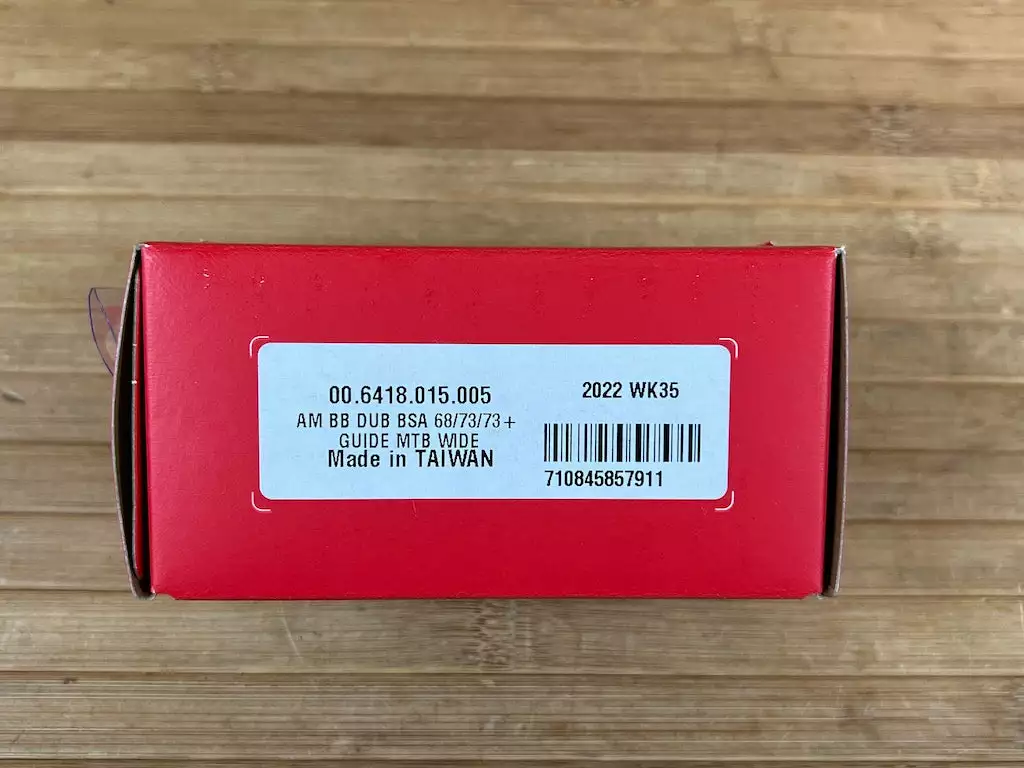 00.6418.015.005
AM BB DUB BSA 68/73/73+
GUIDE MTB WIDE
Made in TAIWAN
2022 WK35
710845857911